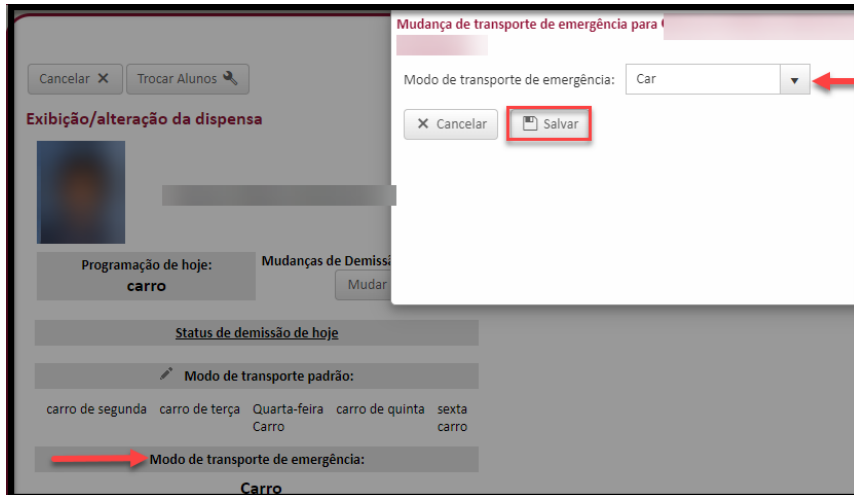 Mudança de transporte de emergência para
Modo de transporte de emergência: Car
Cancelar Salvar
Cancelar Trocar Alunos
Exibição/alteração da dispensa
Programação de hoje:
carro
Mudanças de Demiss
Mudar
Status de demissão de hoje
Modo de transporte padrão:
carro de segunda carro de terça Quarta-feira carro de quinta sexta
Carro carro
Modo de transporte de emergência:
Carro